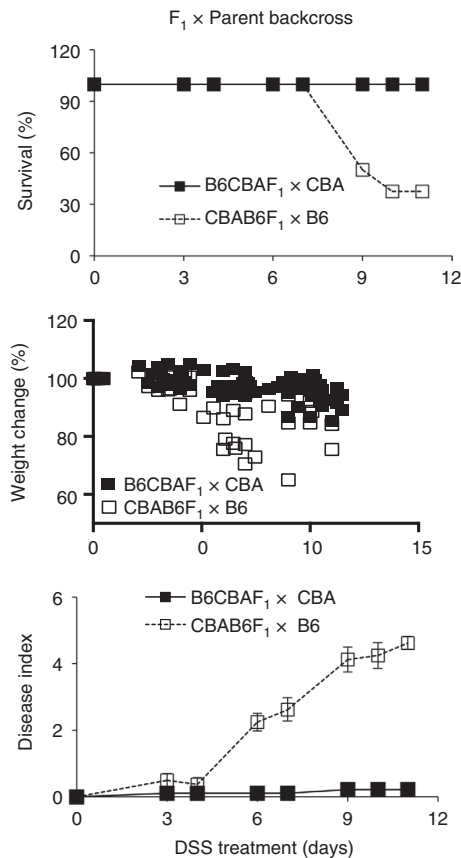 F₁ × Parent backcross
Survival (%)
120
90
60
30
0
B6CBAF₁ × CBA
CBAB6F₁ × B6
0 3 6 9 12
Weight change (%)
120
100
80
60
B6CBAF₁ × CBA
CBAB6F₁ × B6
0 0 10 15
Disease index
6
4
2
0
B6CBAF₁ × CBA
CBAB6F₁ × B6
0 3 6 9 12
DSS treatment (days)